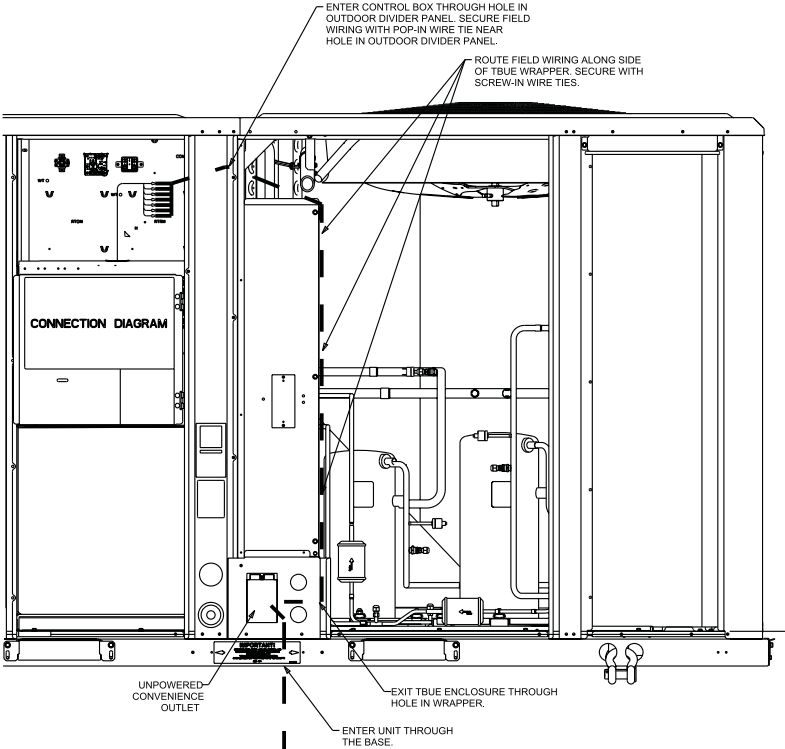 ENTER CONTROL BOX THROUGH HOLE IN
OUTDOOR DIVIDER PANEL. SECURE FIELD
WIRING WITH POP-IN WIRE TIE NEAR
HOLE IN OUTDOOR DIVIDER PANEL.
ROUTE FIELD WIRING ALONG SIDE
OF TBUE WRAPPER. SECURE WITH
SCREW-IN WIRE TIES.
CONNECTION DIAGRAM
IMPORTANT!
UNPOWERED
CONVENIENCE
OUTLET
EXIT TBUE ENCLOSURE THROUGH
HOLE IN WRAPPER.
ENTER UNIT THROUGH
THE BASE.